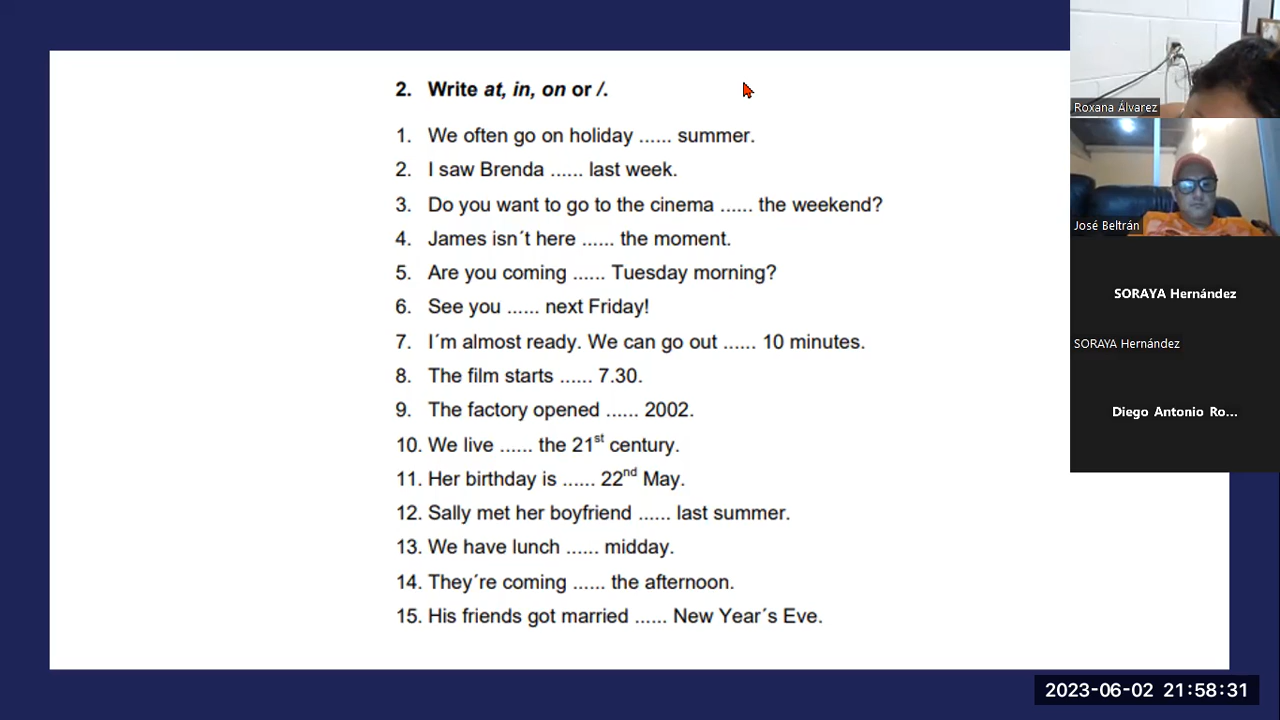 2. Write at, in, on or /.
1. We often go on holiday ...... summer.
2. I saw Brenda ...... last week.
3. Do you want to go to the cinema ...... the weekend?
4. James isn´t here ...... the moment.
5. Are you coming ...... Tuesday morning?
6. See you ...... next Friday!
7. I´m almost ready. We can go out ...... 10 minutes.
8. The film starts ...... 7.30.
9. The factory opened ...... 2002.
10. We live ...... the 21st century.
11. Her birthday is ...... 22nd May.
12. Sally met her boyfriend ...... last summer.
13. We have lunch ...... midday.
14. They´re coming ...... the afternoon.
15. His friends got married ...... New Year´s Eve.
Roxana Álvarez
José Beltrán
SORAYA Hernández
SORAYA Hernández
Diego Antonio Ro...
2023-06-02 21:58:31